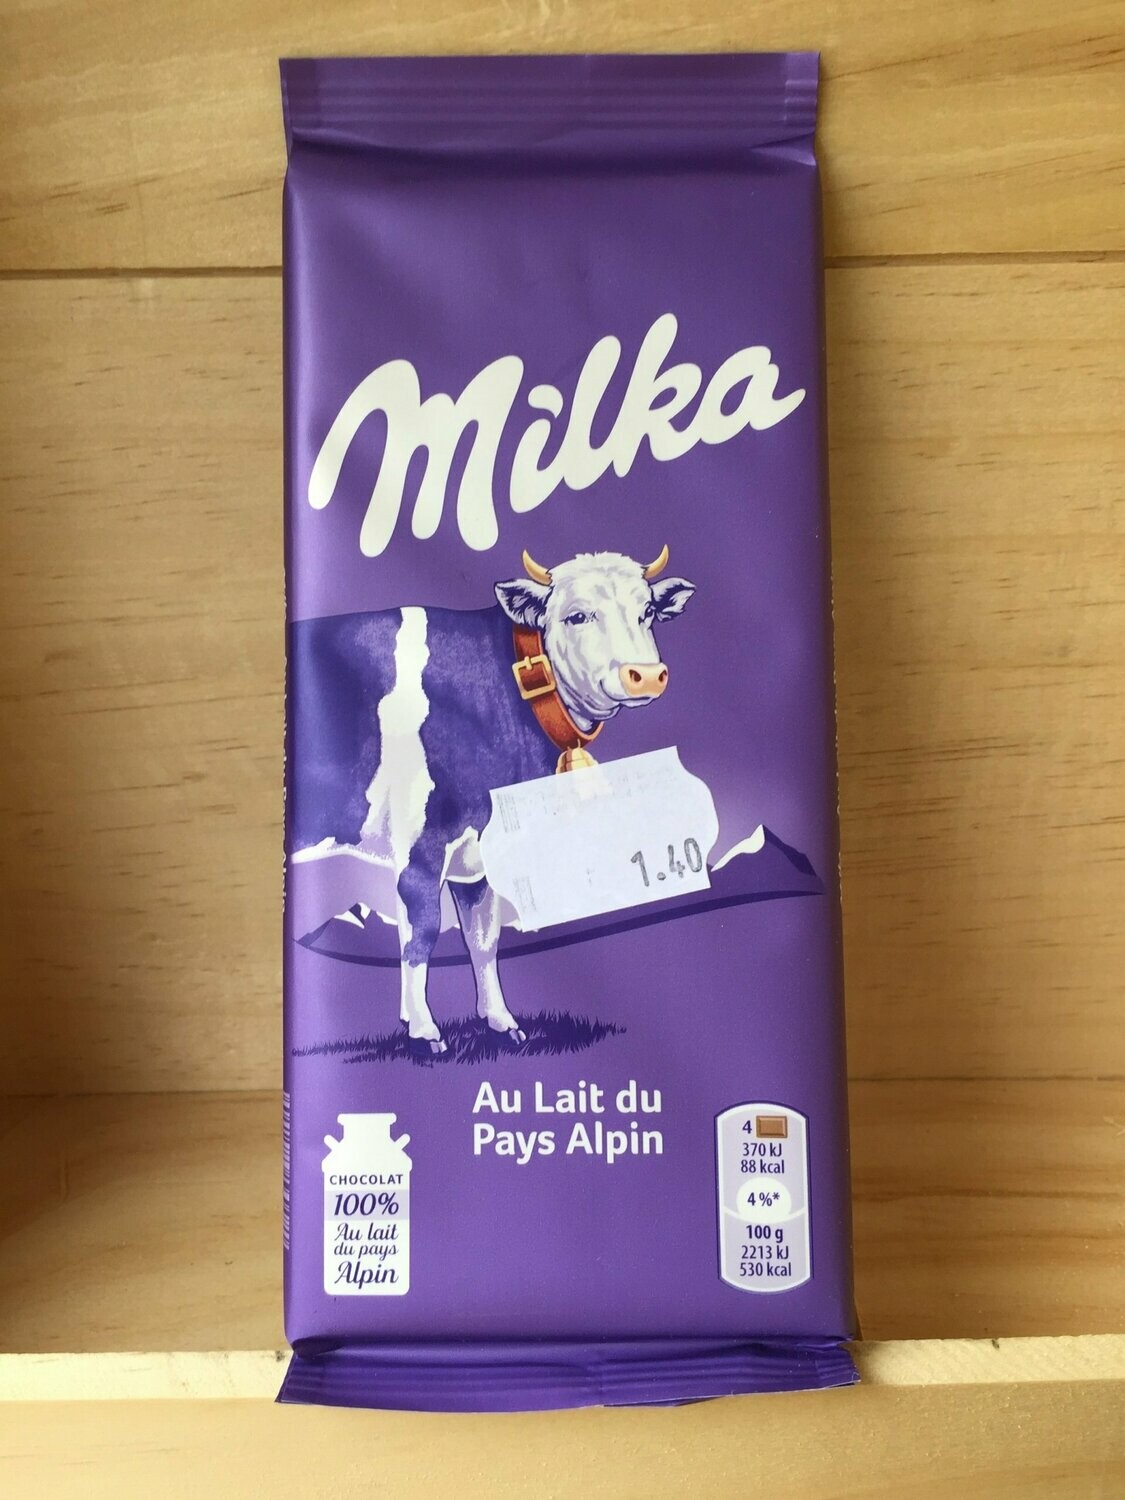 Milka
1.40
Au Lait du
Pays Alpin
CHOCOLAT
100%
Au lait
du pays
Alpin
4
370 kJ
88 kcal
4 %*
100 g
2213 kJ
530 kcal